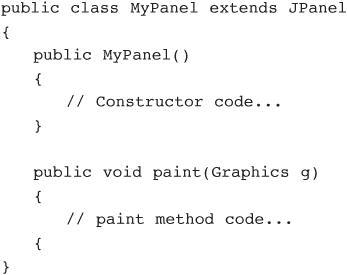 public class MyPanel extends JPanel
{
    public MyPanel()
    {
        // Constructor code...
    }

    public void paint(Graphics g)
    {
        // paint method code...
    {
}